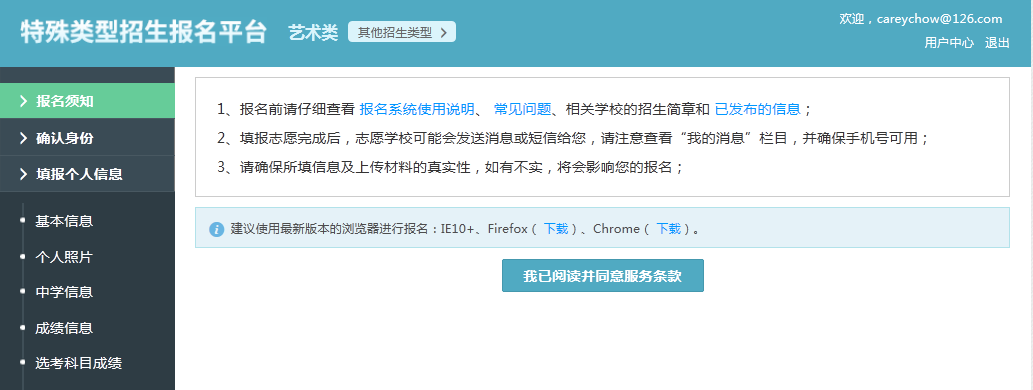 特殊类型招生报名平台 艺术类 其他招生类型
欢迎，careychow@126.com
用户中心 退出
报名须知
确认身份
填报个人信息
基本信息
个人照片
中学信息
成绩信息
选考科目成绩
1、报名前请仔细查看 报名系统使用说明、 常见问题、相关学校的招生简章和 已发布的信息；
2、填报志愿完成后，志愿学校可能会发送消息或短信给您，请注意查看“我的消息”栏目，并确保手机号可用；
3、请确保所填信息及上传材料的真实性，如有不实，将会影响您的报名；
建议使用最新版本的浏览器进行报名：IE10+、Firefox（ 下载）、Chrome（ 下载）。
我已阅读并同意服务条款